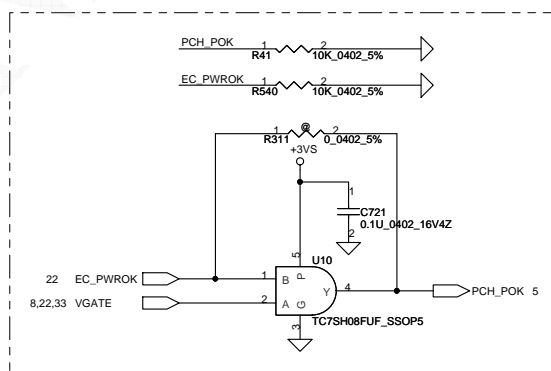 PCH_POK 1 2
R41 10K_0402_5%
EC_PWROK 1 2
R540 10K_0402_5%
@
1 2
R311 0_0402_5%
+3VS
1
C721
0.1U_0402_16V4Z
2
U10
5
22 EC_PWROK 1 B P
Y 4 PCH_POK 5
8,22,33 VGATE 2 A G
3
TC7SH08FUF_SSOP5